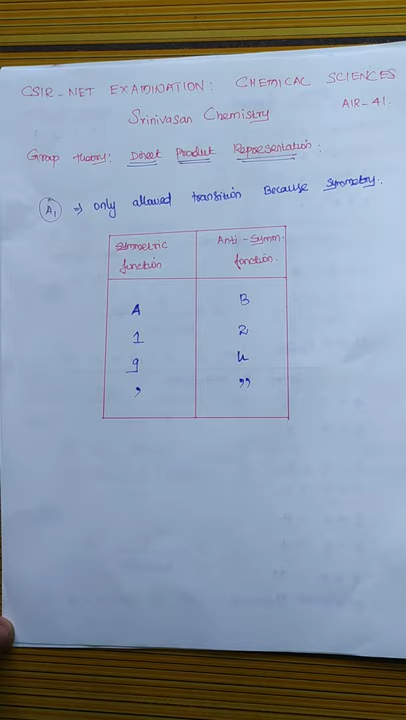 CSIR-NET EXAMINATION: CHEMICAL SCIENCES
Srinivasan Chemistry AIR-41.
Group theory: Direct Product Representation:
A1 ⇒ only allowed transition Because symmetry.
Symmetric function
Anti-Symm. function.
A B
1 2
g u
' ''